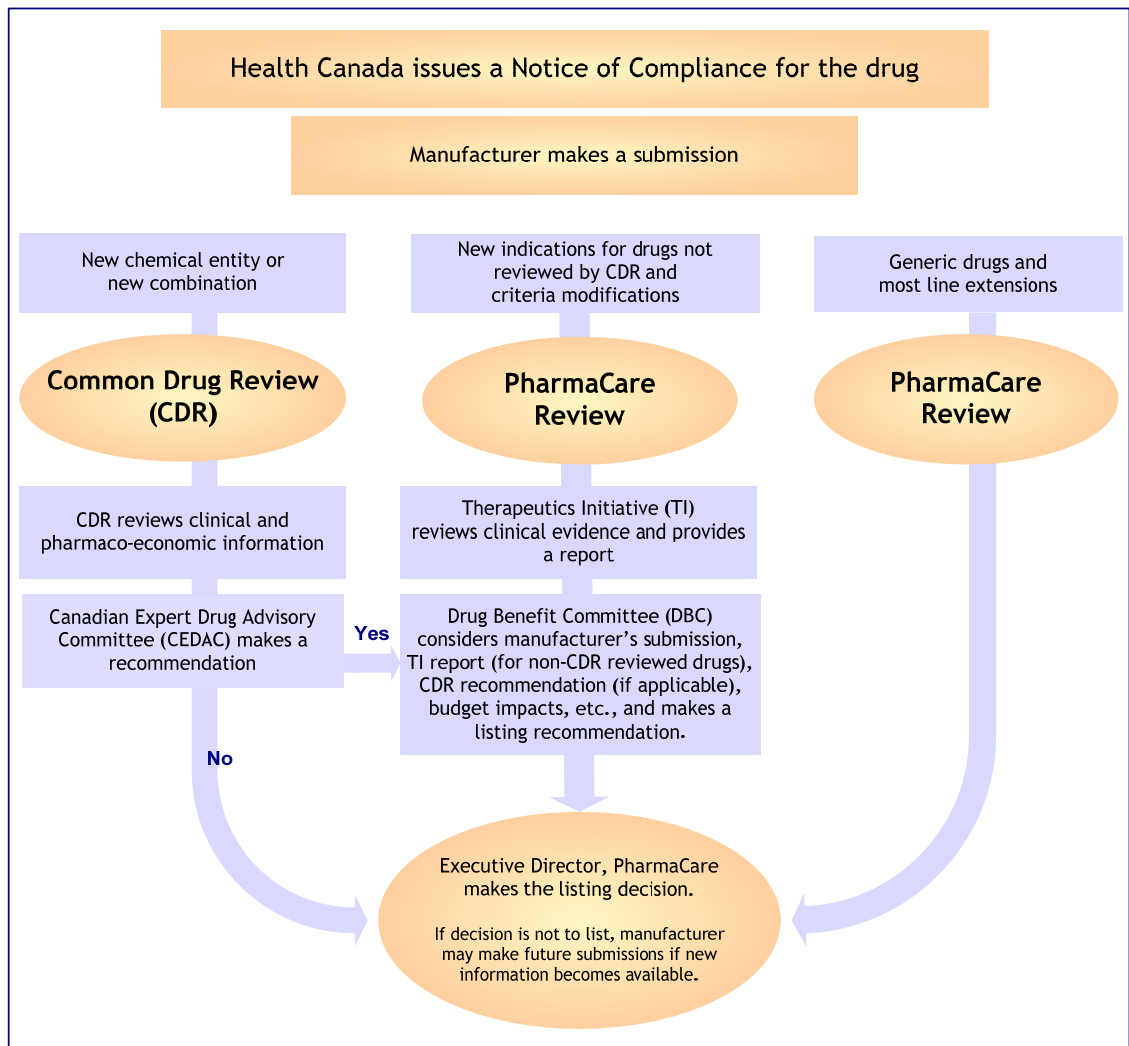 Health Canada issues a Notice of Compliance for the drug
Manufacturer makes a submission
New chemical entity or
new combination
Common Drug Review
(CDR)
CDR reviews clinical and
pharmaco-economic information
Canadian Expert Drug Advisory
Committee (CEDAC) makes a
recommendation
Yes
No
New indications for drugs not
reviewed by CDR and
criteria modifications
PharmaCare
Review
Therapeutics Initiative (TI)
reviews clinical evidence and provides
a report
Drug Benefit Committee (DBC)
considers manufacturer’s submission,
TI report (for non-CDR reviewed drugs),
CDR recommendation (if applicable),
budget impacts, etc., and makes a
listing recommendation.
Generic drugs and
most line extensions
PharmaCare
Review
Executive Director, PharmaCare
makes the listing decision.
If decision is not to list, manufacturer
may make future submissions if new
information becomes available.